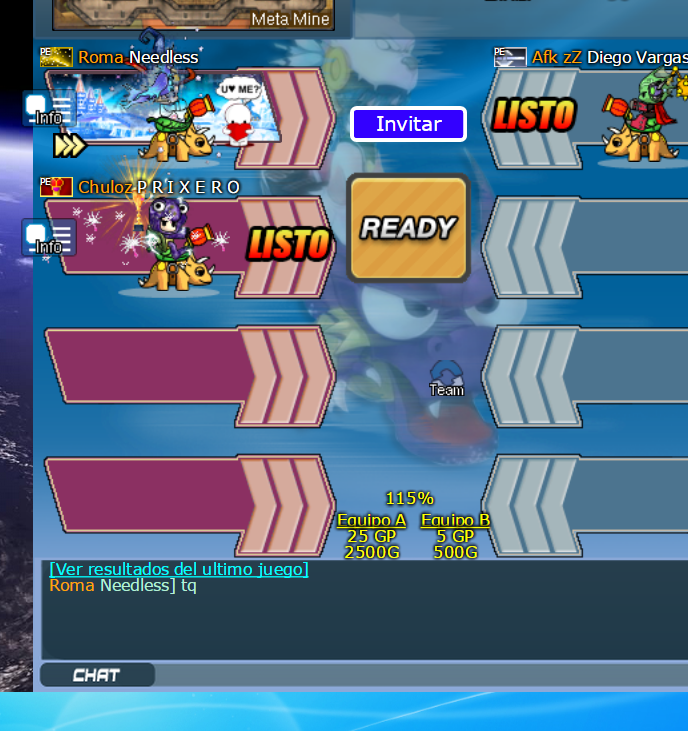 Meta Mine
PE Roma Needless
PE Afk zZ Diego Vargas
U♥ ME?
Info
LISTO
Invitar
PE Chuloz P R I X E R O
READY
Info
LISTO
Team
115%
Equipo A Equipo B
25 GP 5 GP
2500G 500G
[Ver resultados del ultimo juego]
Roma Needless] tq
CHAT